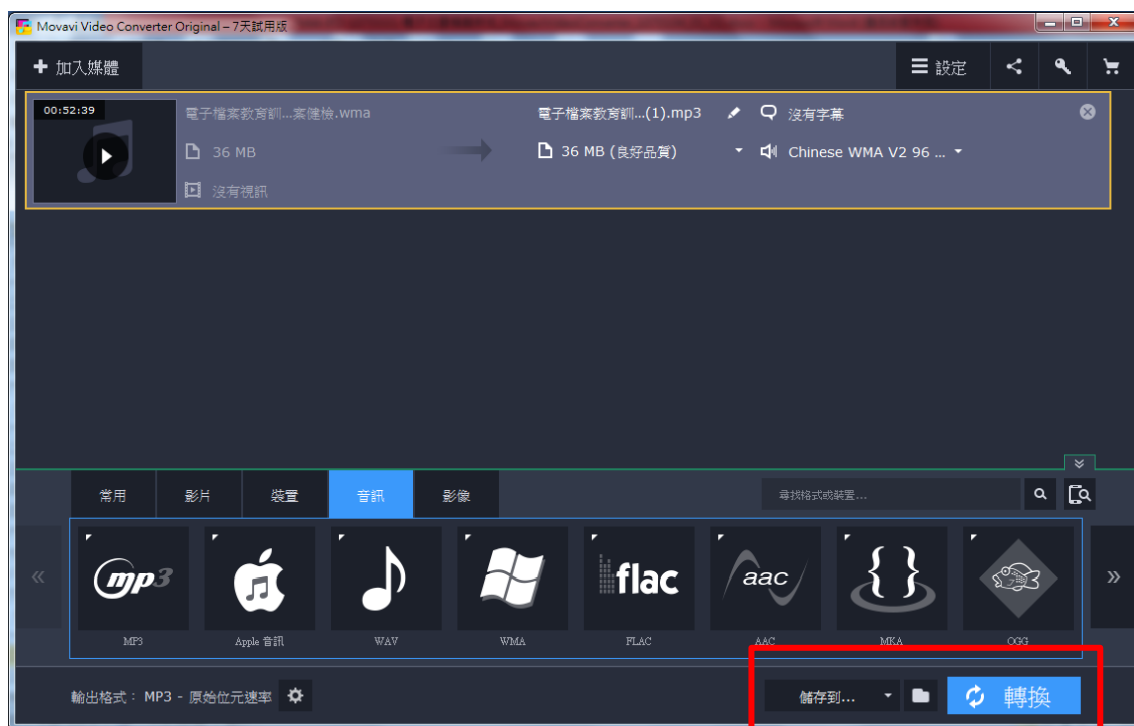 Movavi Video Converter Original – 7天試用版
加入媒體
設定
00:52:39
電子檔案教育訓...案健檢.wma
電子檔案教育訓...(1).mp3
沒有字幕
36 MB
36 MB (良好品質)
Chinese WMA V2 96 ...
沒有視訊
常用
影片
裝置
音訊
影像
尋找格式或裝置...
mp3
flac
aac
MP3
Apple 音訊
WAV
WMA
FLAC
AAC
MKA
OGG
輸出格式： MP3 - 原始位元速率
儲存到...
轉換